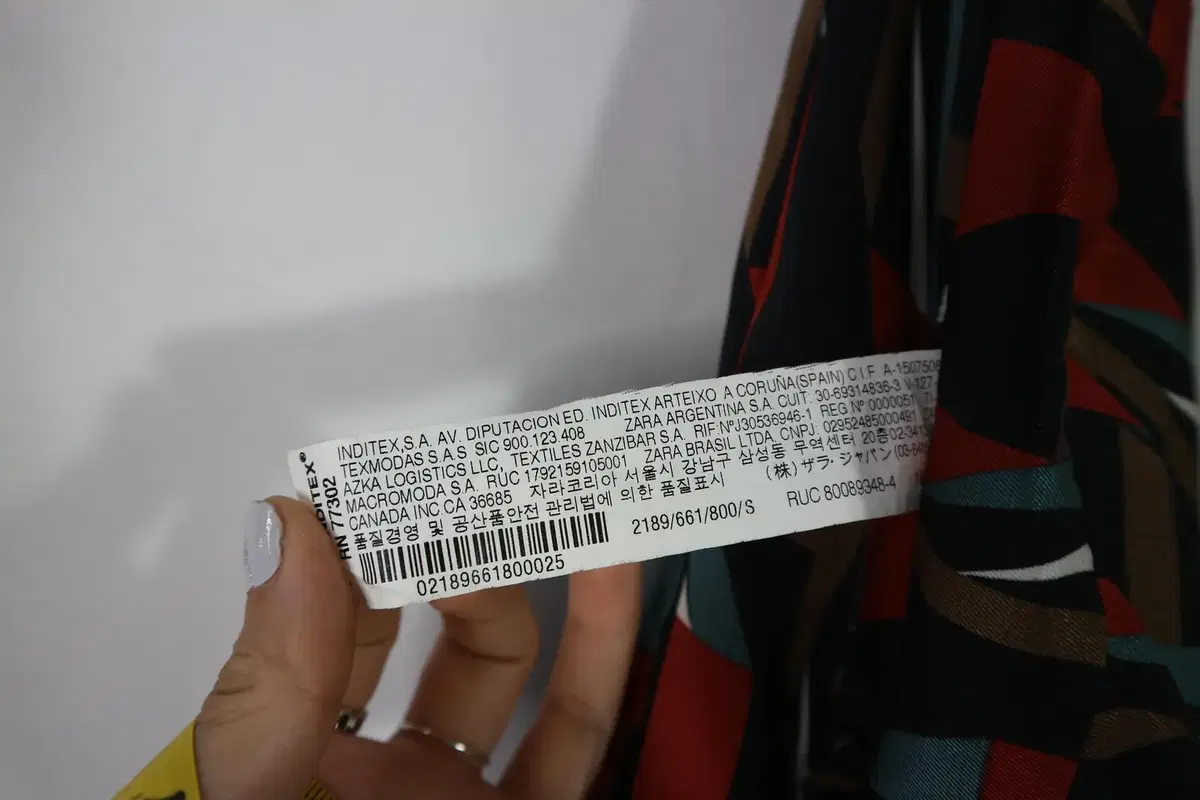 INDITEX,S.A. AV. DIPUTACION ED. INDITEX ARTEIXO A CORUÑA(SPAIN) C.I.F. A-150750
TEXMODAS S.A.S SIC 900.123.408 ZARA ARGENTINA S.A. CUIT: 30-69314836-3
AZKA LOGISTICS LLC, TEXTILES ZANZIBAR S.A. RIF NºJ30536946-1 REG Nº 0000051
MACROMODA S.A. RUC 1792159105001 ZARA BRASIL LTDA. CNPJ: 02952485000491
CANADA INC.CA 36685 자라코리아 서울시 강남구 삼성동 무역센터 20층
품질경영 및 공산품안전 관리법에 의한 품질표시 (株) ザラ・ジャパン
2189/661/800/S RUC 80089348-4
02189661800025
RN 77302